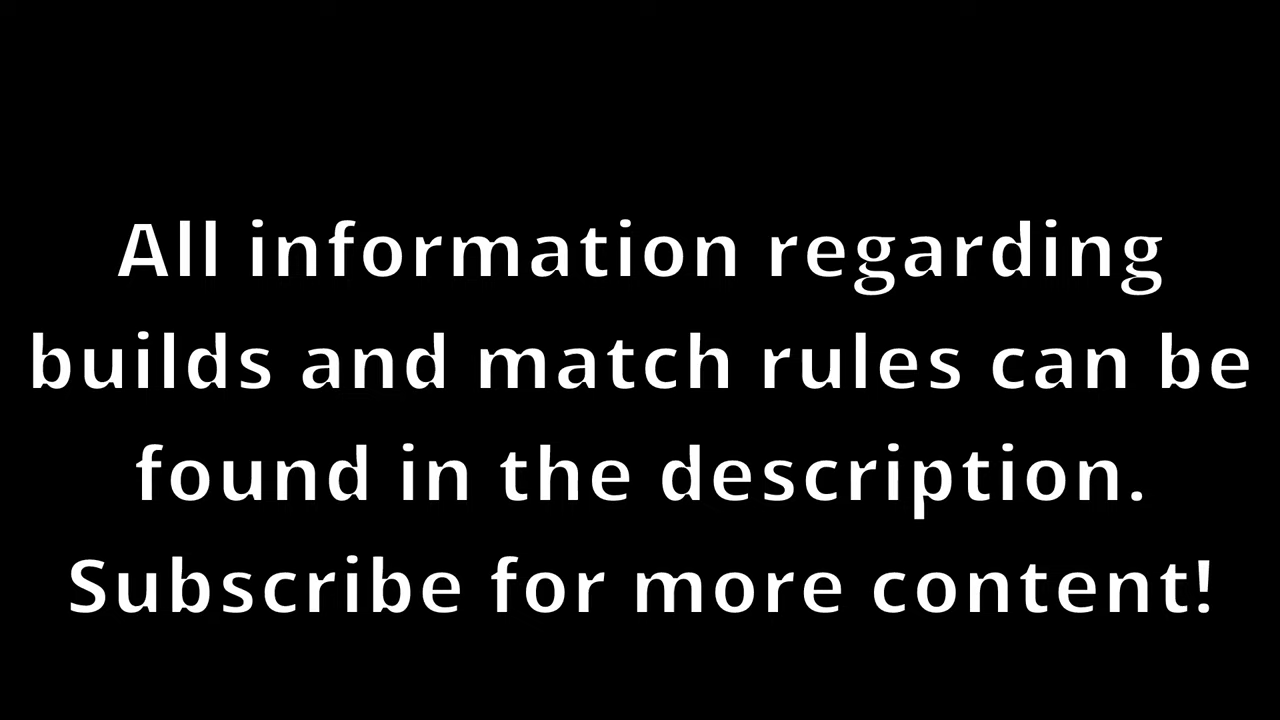 All information regarding
builds and match rules can be
found in the description.
Subscribe for more content!